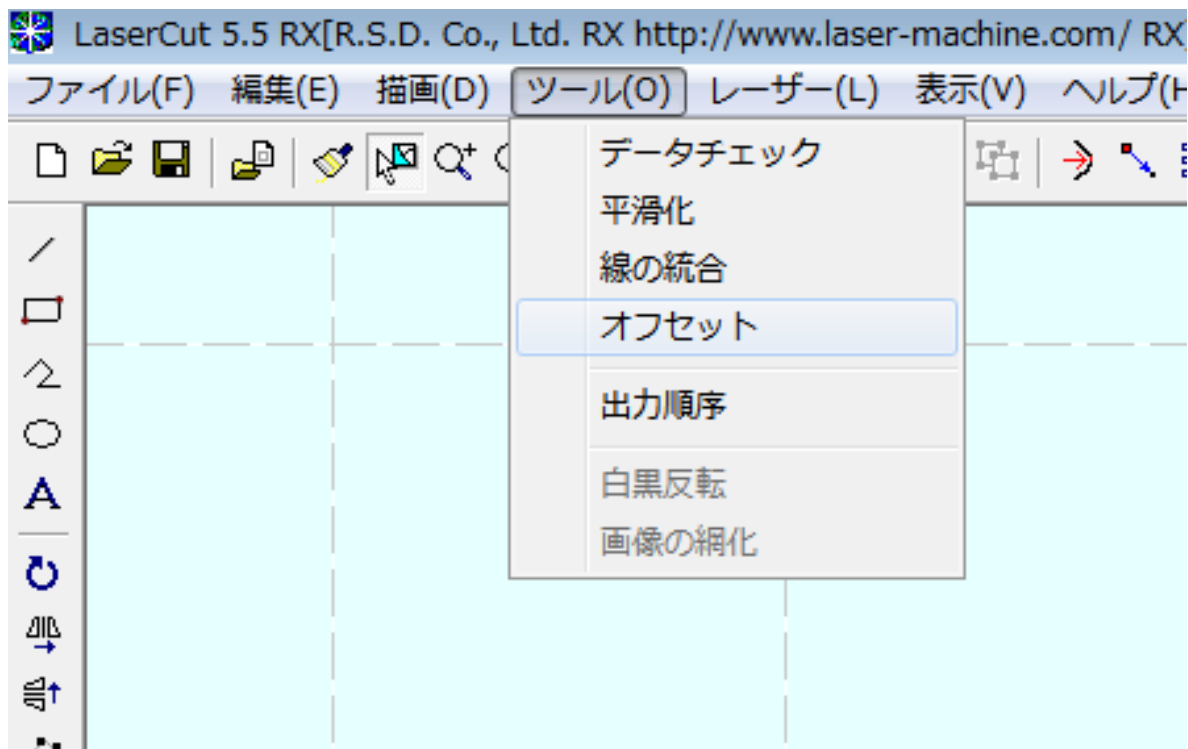 LaserCut 5.5 RX[R.S.D. Co., Ltd. RX http://www.laser-machine.com/ RX]
ファイル(F) 編集(E) 描画(D) ツール(O) レーザー(L) 表示(V) ヘルプ(H
データチェック
平滑化
線の統合
オフセット
出力順序
白黒反転
画像の網化
A